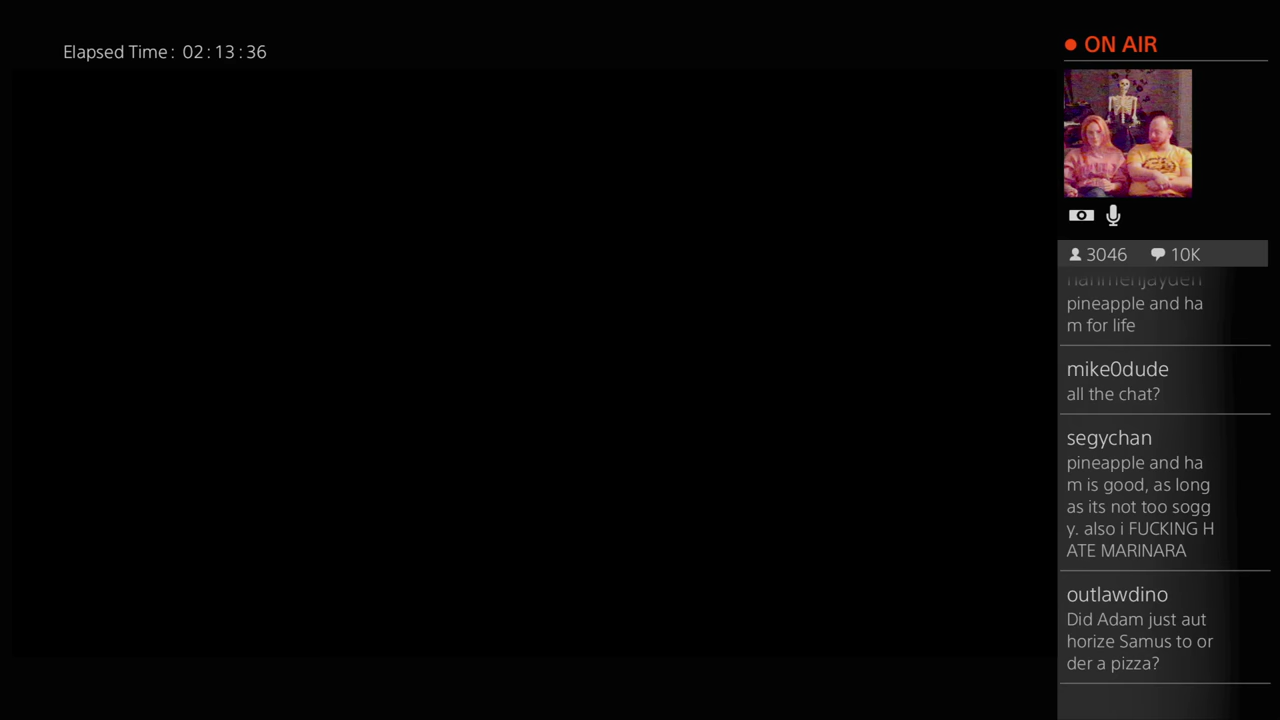 Elapsed Time: 02:13:36
ON AIR
3046 10K
pineapple and ha
m for life
mike0dude
all the chat?
segychan
pineapple and ha
m is good, as long
as its not too sogg
y. also i FUCKING H
ATE MARINARA
outlawdino
Did Adam just aut
horize Samus to or
der a pizza?